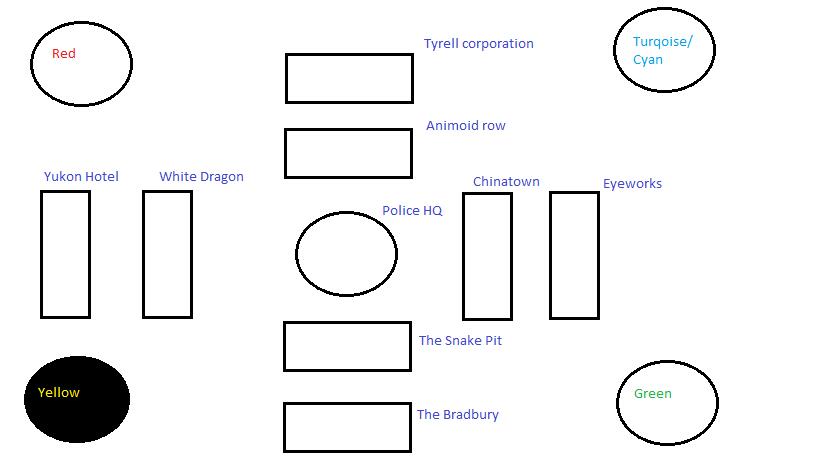 Tyrell corporation
Red
Turqoise/
Cyan
Animoid row
Yukon Hotel
White Dragon
Chinatown
Eyeworks
Police HQ
The Snake Pit
Yellow
Green
The Bradbury